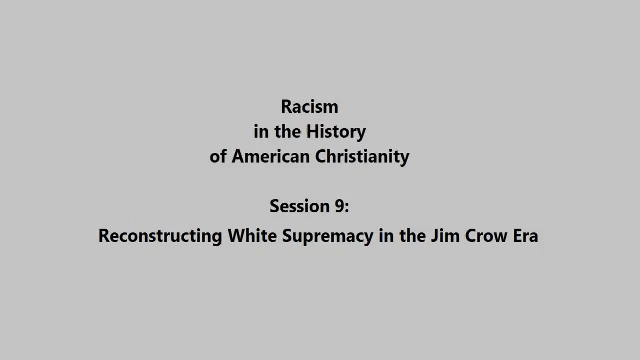 Racism
in the History
of American Christianity
Session 9:
Reconstructing White Supremacy in the Jim Crow Era